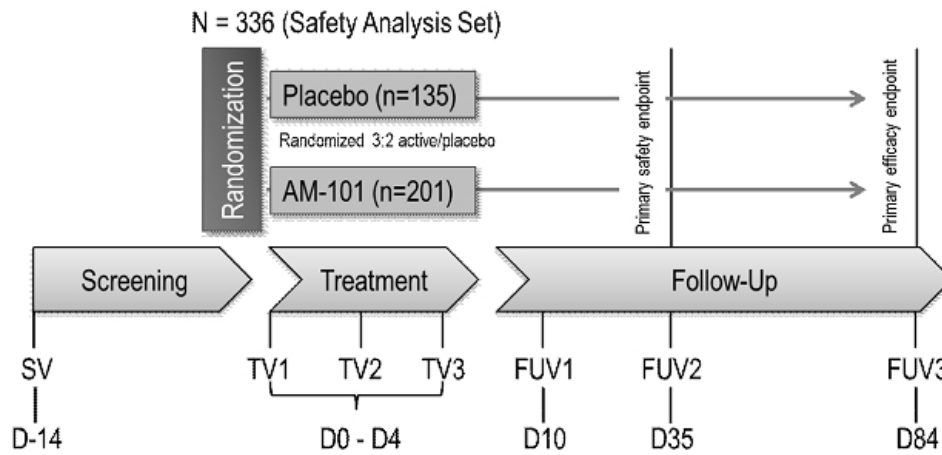 N = 336 (Safety Analysis Set)
Randomization
Placebo (n=135)
Randomized 3:2 active/placebo
AM-101 (n=201)
Primary safety endpoint
Primary efficacy endpoint
Screening
Treatment
Follow-Up
SV
TV1
TV2
TV3
FUV1
FUV2
FUV3
D-14
D0 - D4
D10
D35
D84